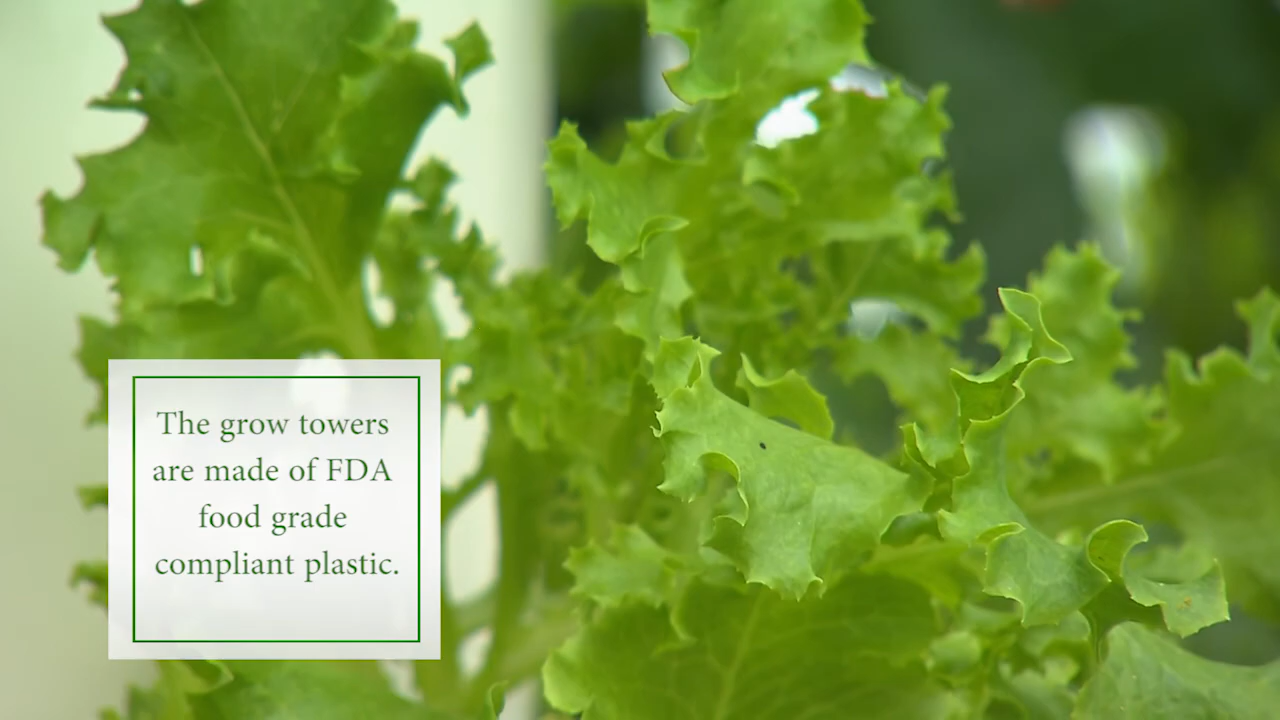 The grow towers
are made of FDA
food grade
compliant plastic.